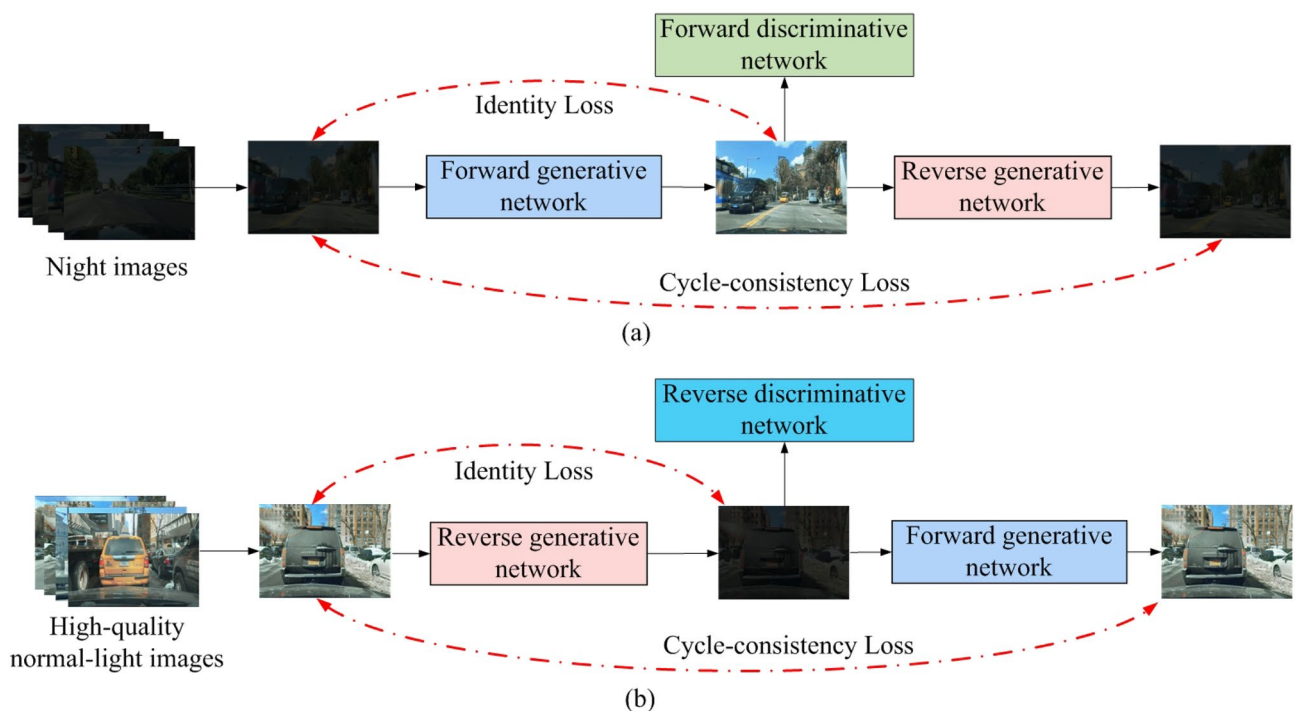 Forward discriminative
network
Identity Loss
Forward generative
network
Reverse generative
network
Night images
Cycle-consistency Loss
(a)
Reverse discriminative
network
Identity Loss
Reverse generative
network
Forward generative
network
High-quality
normal-light images
Cycle-consistency Loss
(b)